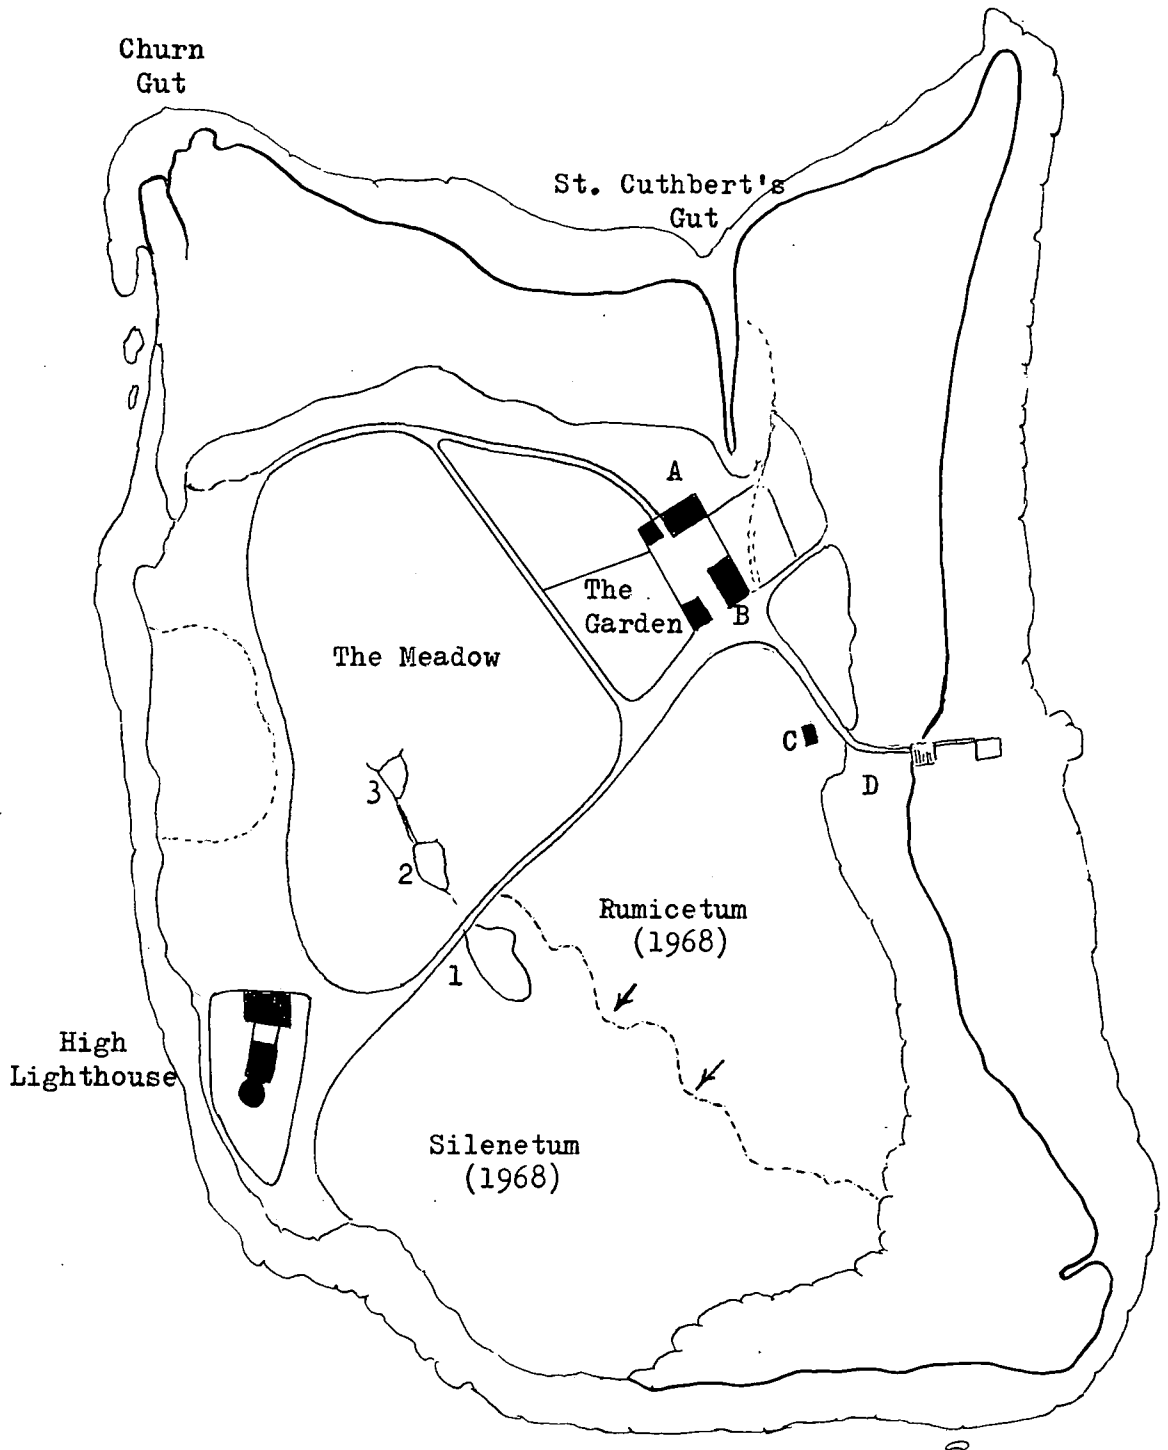 Churn
Gut
St. Cuthbert's
Gut
A
The
Garden
B
The Meadow
C
D
3
2
Rumicetum
(1968)
1
High
Lighthouse
Silenetum
(1968)